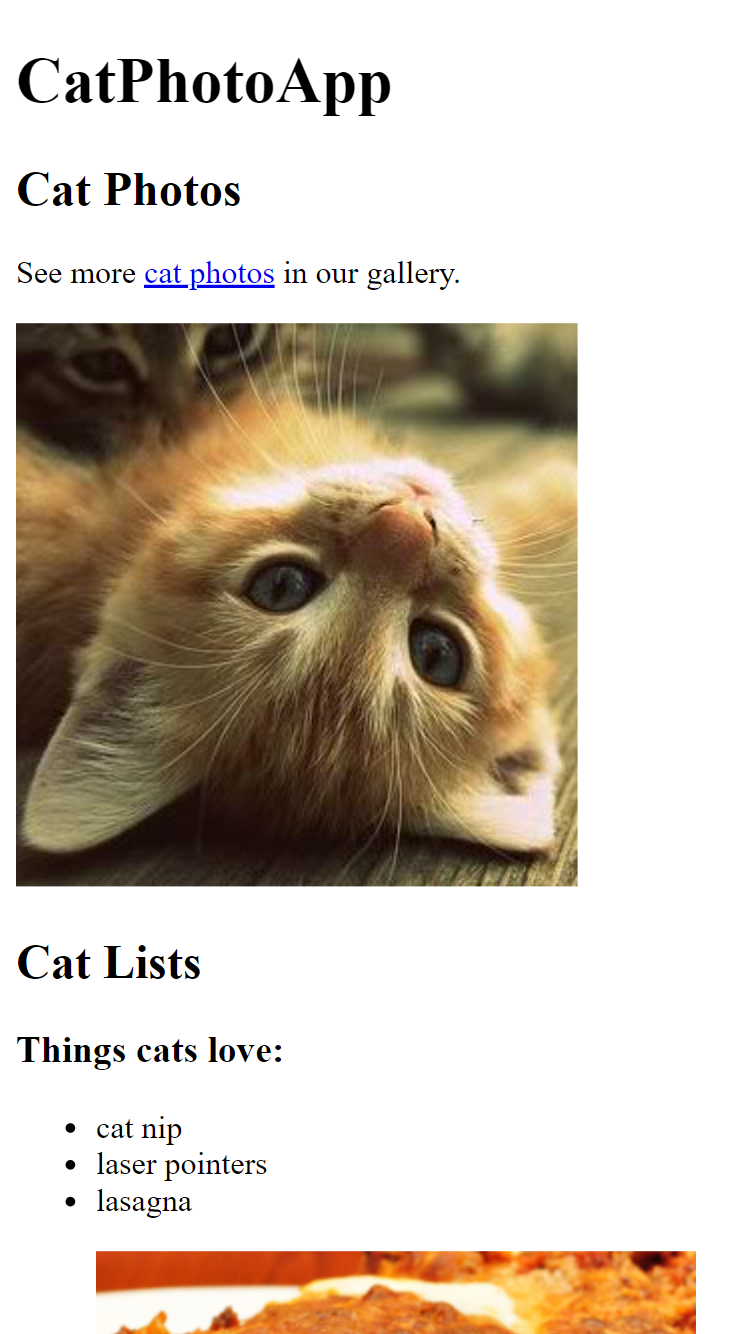 CatPhotoApp
Cat Photos
See more cat photos in our gallery.
Cat Lists
Things cats love:
cat nip
laser pointers
lasagna